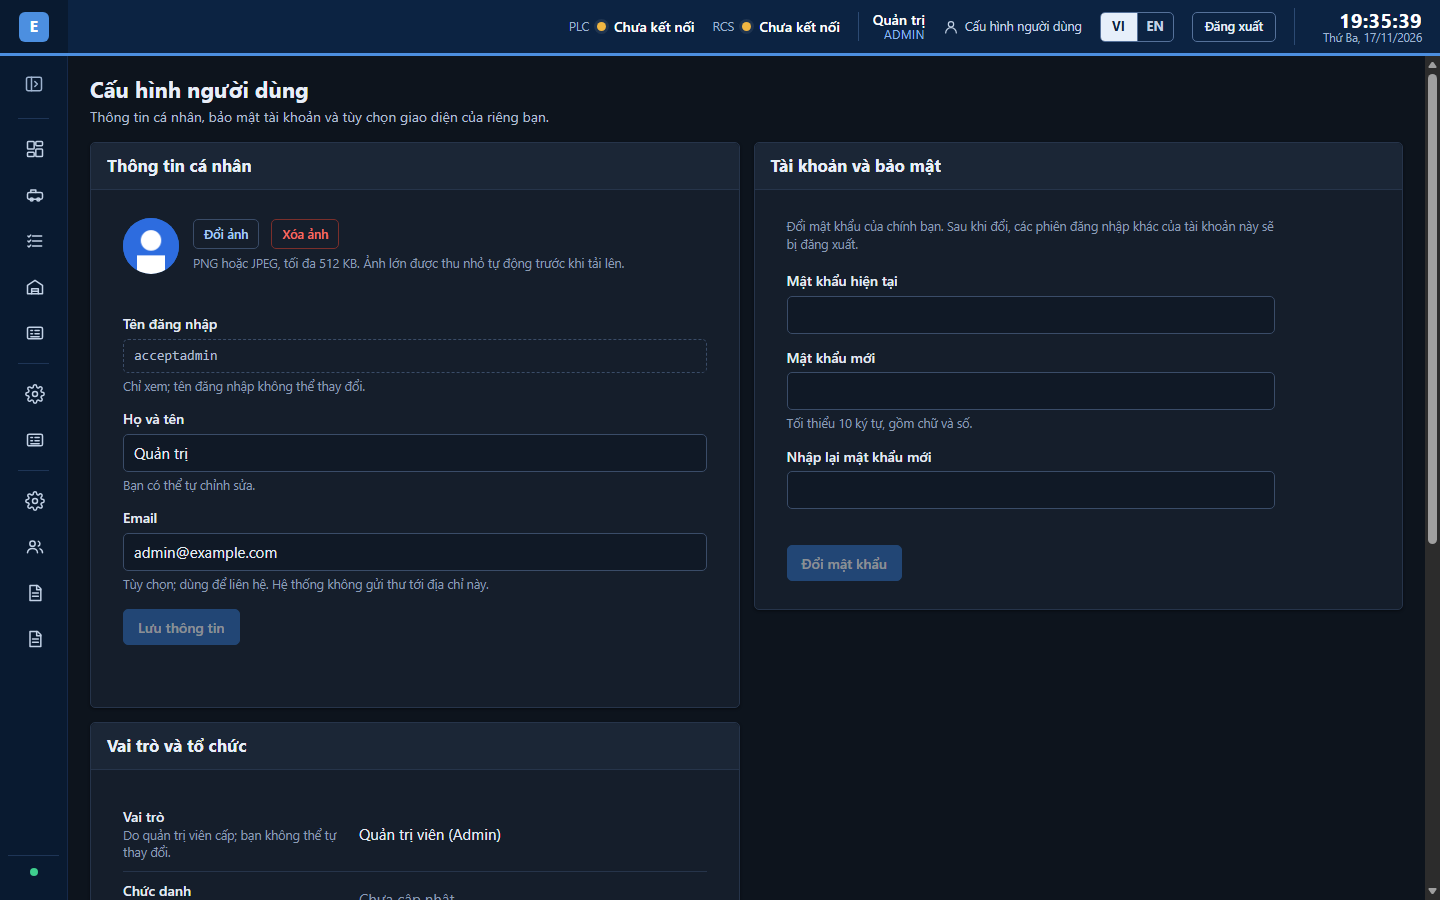 E
PLC Chưa kết nối RCS Chưa kết nối
Quản trị
ADMIN
Cấu hình người dùng
VI EN
Đăng xuất
19:35:39
Thứ Ba, 17/11/2026
Cấu hình người dùng
Thông tin cá nhân, bảo mật tài khoản và tùy chọn giao diện của riêng bạn.
Thông tin cá nhân
Đổi ảnh Xóa ảnh
PNG hoặc JPEG, tối đa 512 KB. Ảnh lớn được thu nhỏ tự động trước khi tải lên.
Tên đăng nhập
acceptadmin
Chỉ xem; tên đăng nhập không thể thay đổi.
Họ và tên
Quản trị
Bạn có thể tự chỉnh sửa.
Email
admin@example.com
Tùy chọn; dùng để liên hệ. Hệ thống không gửi thư tới địa chỉ này.
Lưu thông tin
Tài khoản và bảo mật
Đổi mật khẩu của chính bạn. Sau khi đổi, các phiên đăng nhập khác của tài khoản này sẽ
bị đăng xuất.
Mật khẩu hiện tại
Mật khẩu mới
Tối thiểu 10 ký tự, gồm chữ và số.
Nhập lại mật khẩu mới
Đổi mật khẩu
Vai trò và tổ chức
Vai trò
Do quản trị viên cấp; bạn không thể tự
thay đổi.
Quản trị viên (Admin)
Chức danh
Chưa cập nhật